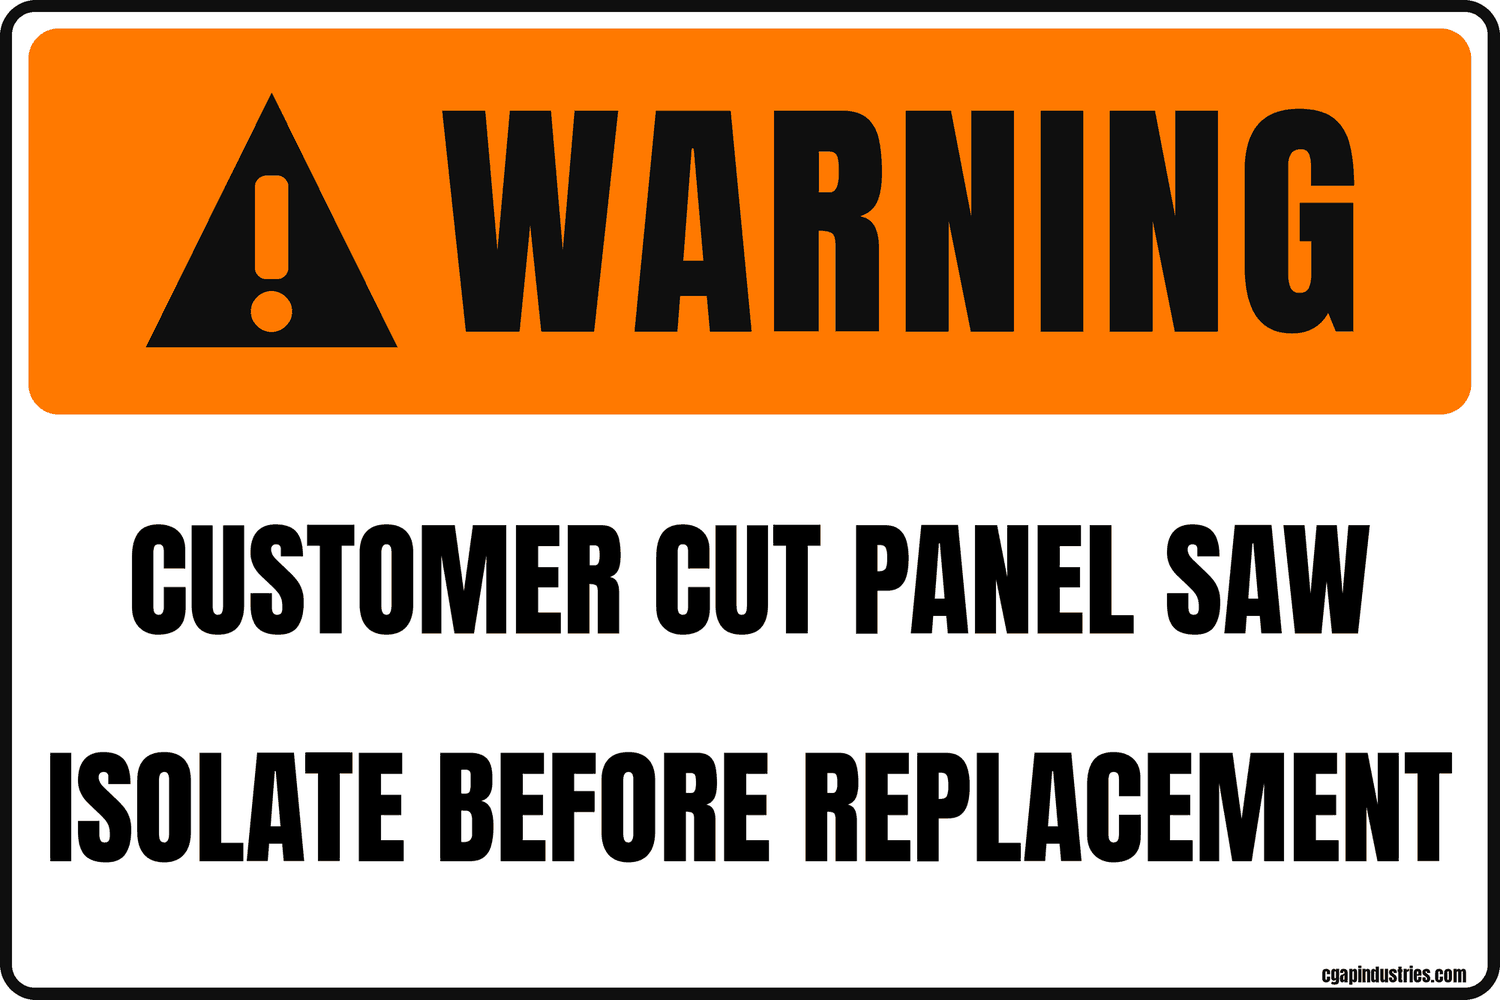 WARNING
CUSTOMER CUT PANEL SAW
ISOLATE BEFORE REPLACEMENT
cgapindustries.com